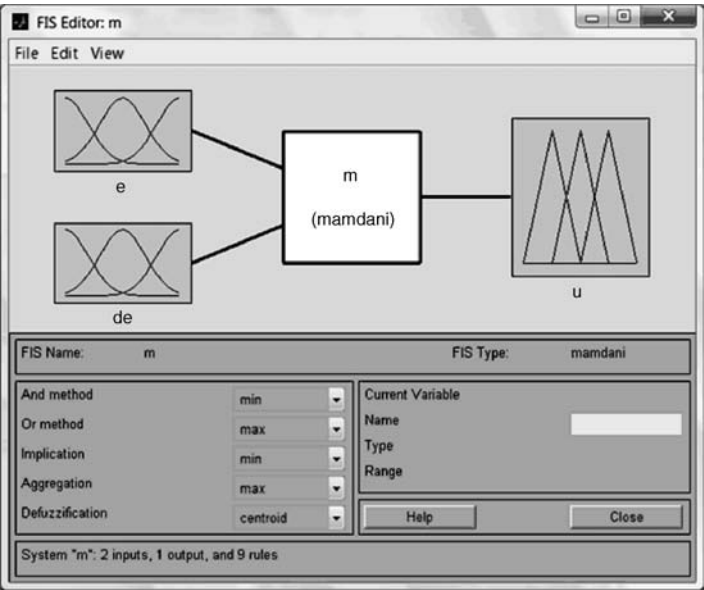 FIS Editor: m
File Edit View
e
m
(mamdani)
de
u
FIS Name: m FIS Type: mamdani
And method min
Or method max
Implication min
Aggregation max
Defuzzification centroid
Current Variable
Name
Type
Range
Help Close
System "m": 2 inputs, 1 output, and 9 rules